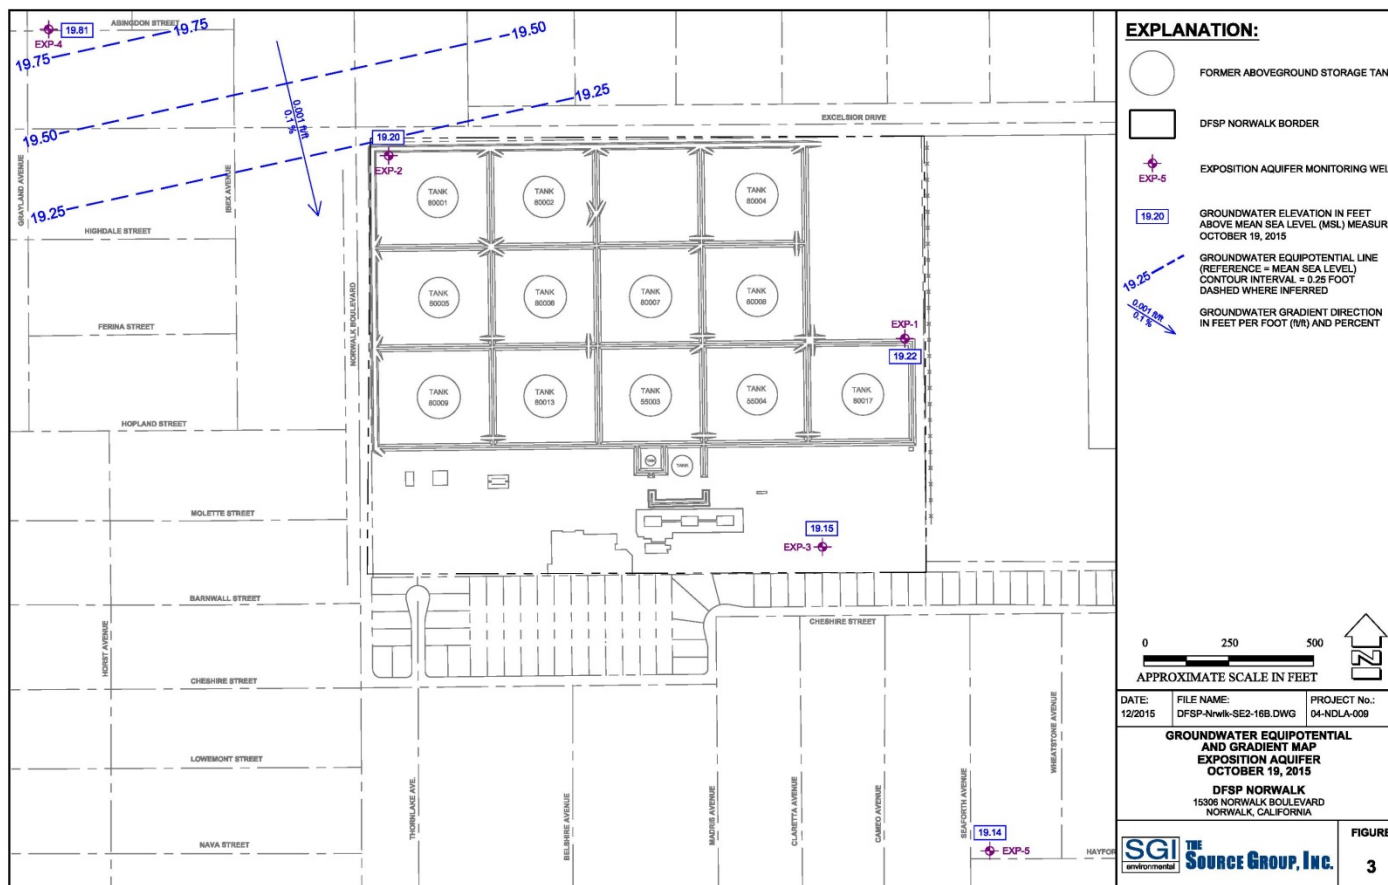 ABINGDON STREET
19.81
EXP-4
19.75
19.75
19.50
19.50
19.25
19.25
0.001 ft/ft
0.1 %
EXCELSIOR DRIVE
GRAYLAND AVENUE
IBEX AVENUE
19.20
EXP-2
HIGHDALE STREET
FERINA STREET
NORWALK BOULEVARD
HOPLAND STREET
TANK
80001
TANK
80002
TANK
80004
TANK
80005
TANK
80006
TANK
80007
TANK
80008
EXP-1
19.22
TANK
80009
TANK
80013
TANK
55003
TANK
55004
TANK
80017
TANK
TANK
MOLETTE STREET
19.15
EXP-3
BARNWALL STREET
HORST AVENUE
CHESHIRE STREET
CHESHIRE STREET
LOWEMONT STREET
THORNLAKE AVE.
BELSHIRE AVENUE
MADRIS AVENUE
CLARETTA AVENUE
CAMEO AVENUE
SEAFORTH AVENUE
WHEATSTONE AVENUE
NAVA STREET
19.14
EXP-5
HAYFOR
EXPLANATION:
FORMER ABOVEGROUND STORAGE TAN
DFSP NORWALK BORDER
EXP-5
EXPOSITION AQUIFER MONITORING WEL
19.20
GROUNDWATER ELEVATION IN FEET
ABOVE MEAN SEA LEVEL (MSL) MEASUR
OCTOBER 19, 2015
19.25
GROUNDWATER EQUIPOTENTIAL LINE
(REFERENCE = MEAN SEA LEVEL)
CONTOUR INTERVAL = 0.25 FOOT
DASHED WHERE INFERRED
0.001 ft/ft
0.1 %
GROUNDWATER GRADIENT DIRECTION
IN FEET PER FOOT (ft/ft) AND PERCENT
0 250 500
APPROXIMATE SCALE IN FEET
N
DATE:
12/2015
FILE NAME:
DFSP-Nrwlk-SE2-16B.DWG
PROJECT No.:
04-NDLA-009
GROUNDWATER EQUIPOTENTIAL
AND GRADIENT MAP
EXPOSITION AQUIFER
OCTOBER 19, 2015
DFSP NORWALK
15306 NORWALK BOULEVARD
NORWALK, CALIFORNIA
SGI
environmental
THE
SOURCE GROUP, INC.
FIGURE
3